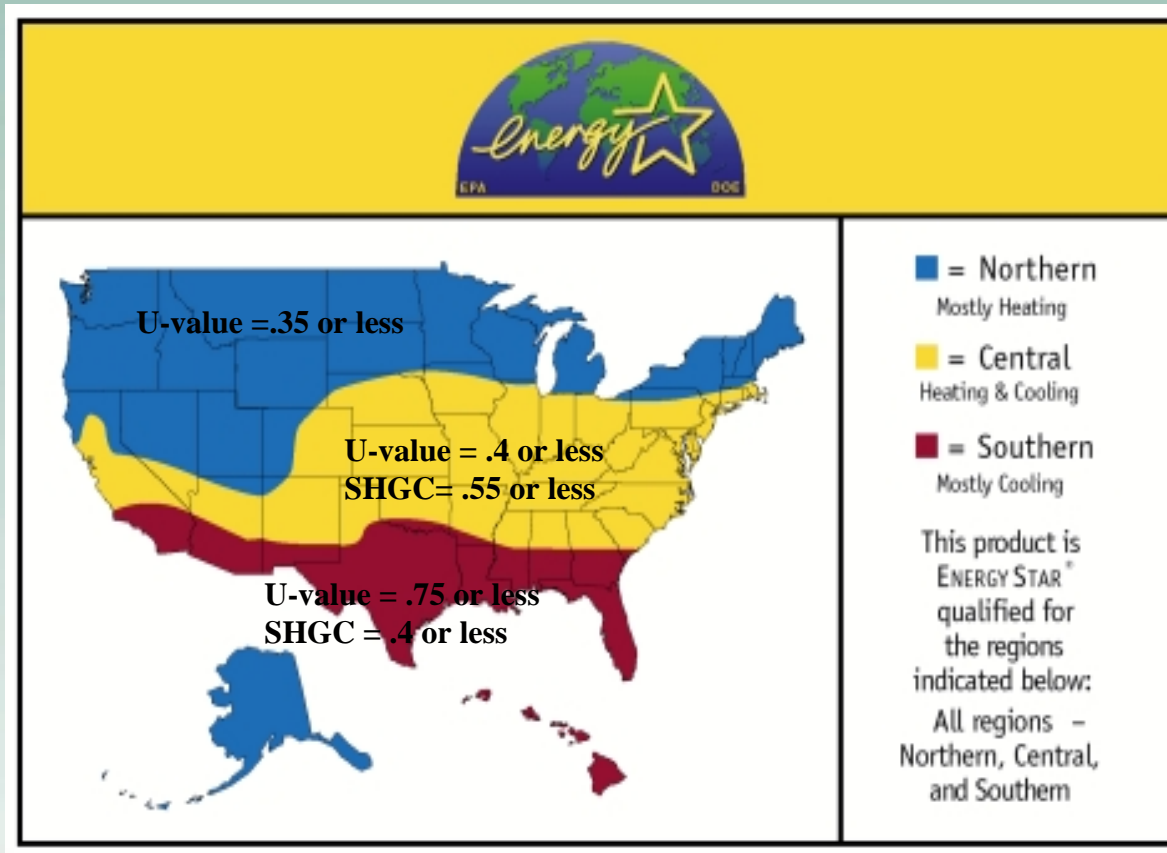 energy
EPA
DOE
U-value =.35 or less
U-value = .4 or less
SHGC= .55 or less
U-value = .75 or less
SHGC = .4 or less
= Northern
Mostly Heating
= Central
Heating & Cooling
= Southern
Mostly Cooling
This product is
ENERGY STAR®
qualified for
the regions
indicated below:
All regions –
Northern, Central,
and Southern